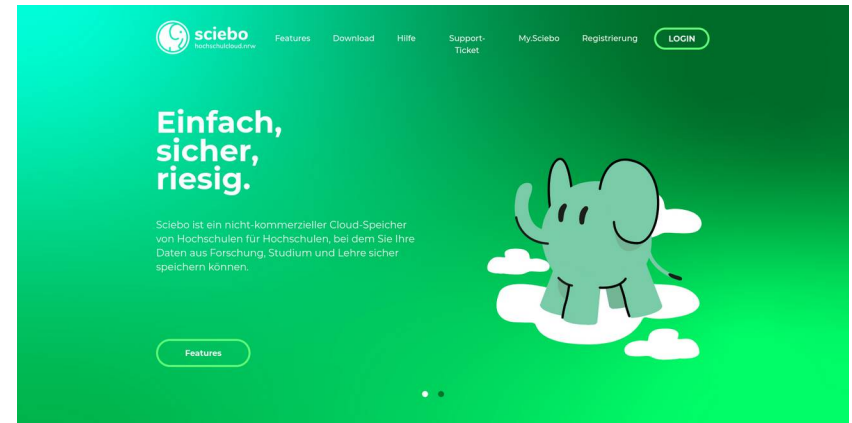 sciebo
hochschulcloud.nrw
Features
Download
Hilfe
Support-
Ticket
My.Sciebo
Registrierung
LOGIN
Einfach,
sicher,
riesig.
Sciebo ist ein nicht-kommerzieller Cloud-Speicher
von Hochschulen für Hochschulen, bei dem Sie Ihre
Daten aus Forschung, Studium und Lehre sicher
speichern können.
Features